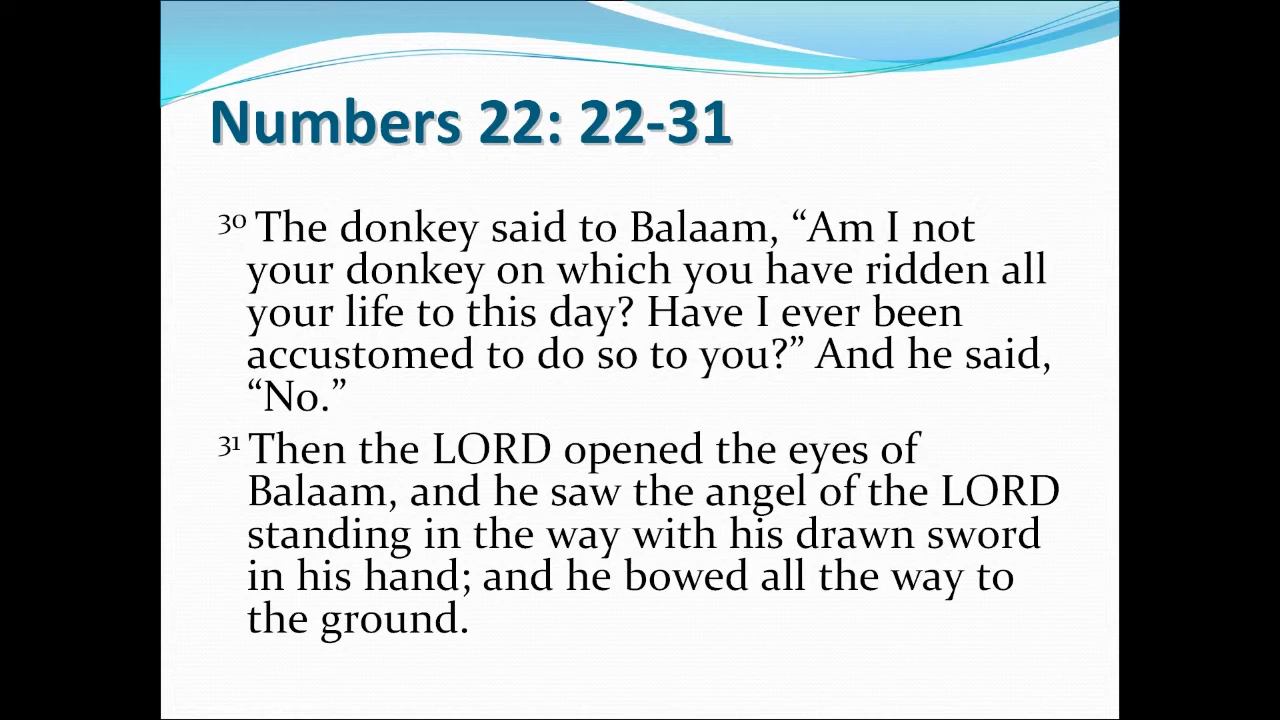 Numbers 22: 22-31
30 The donkey said to Balaam, “Am I not
your donkey on which you have ridden all
your life to this day? Have I ever been
accustomed to do so to you?” And he said,
“No.”
31 Then the LORD opened the eyes of
Balaam, and he saw the angel of the LORD
standing in the way with his drawn sword
in his hand; and he bowed all the way to
the ground.